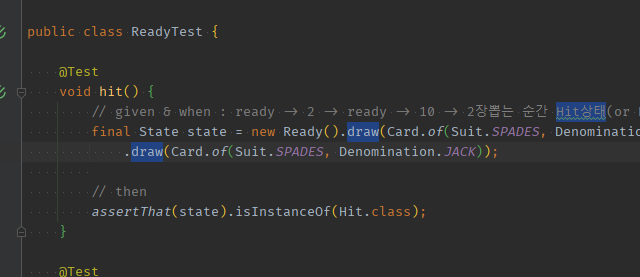 public class ReadyTest {
@Test
void hit() {
// given & when : ready → 2 → ready → 10 → 2장뽑는 순간 Hit상태(or
final State state = new Ready().draw(Card.of(Suit.SPADES, Denomination
.draw(Card.of(Suit.SPADES, Denomination.JACK));
// then
assertThat(state).isInstanceOf(Hit.class);
}
@Test